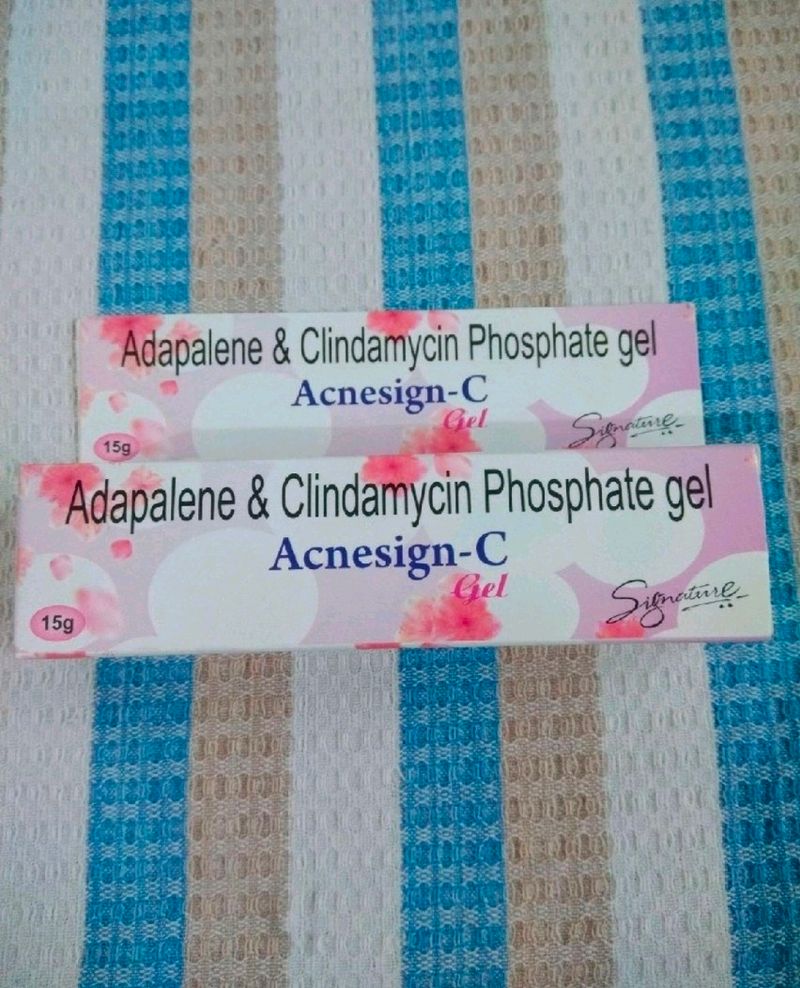 Adapalene & Clindamycin Phosphate gel
Acnesign-C
Gel
15g
Signature
Adapalene & Clindamycin Phosphate gel
Acnesign-C
Gel
15g
Signature